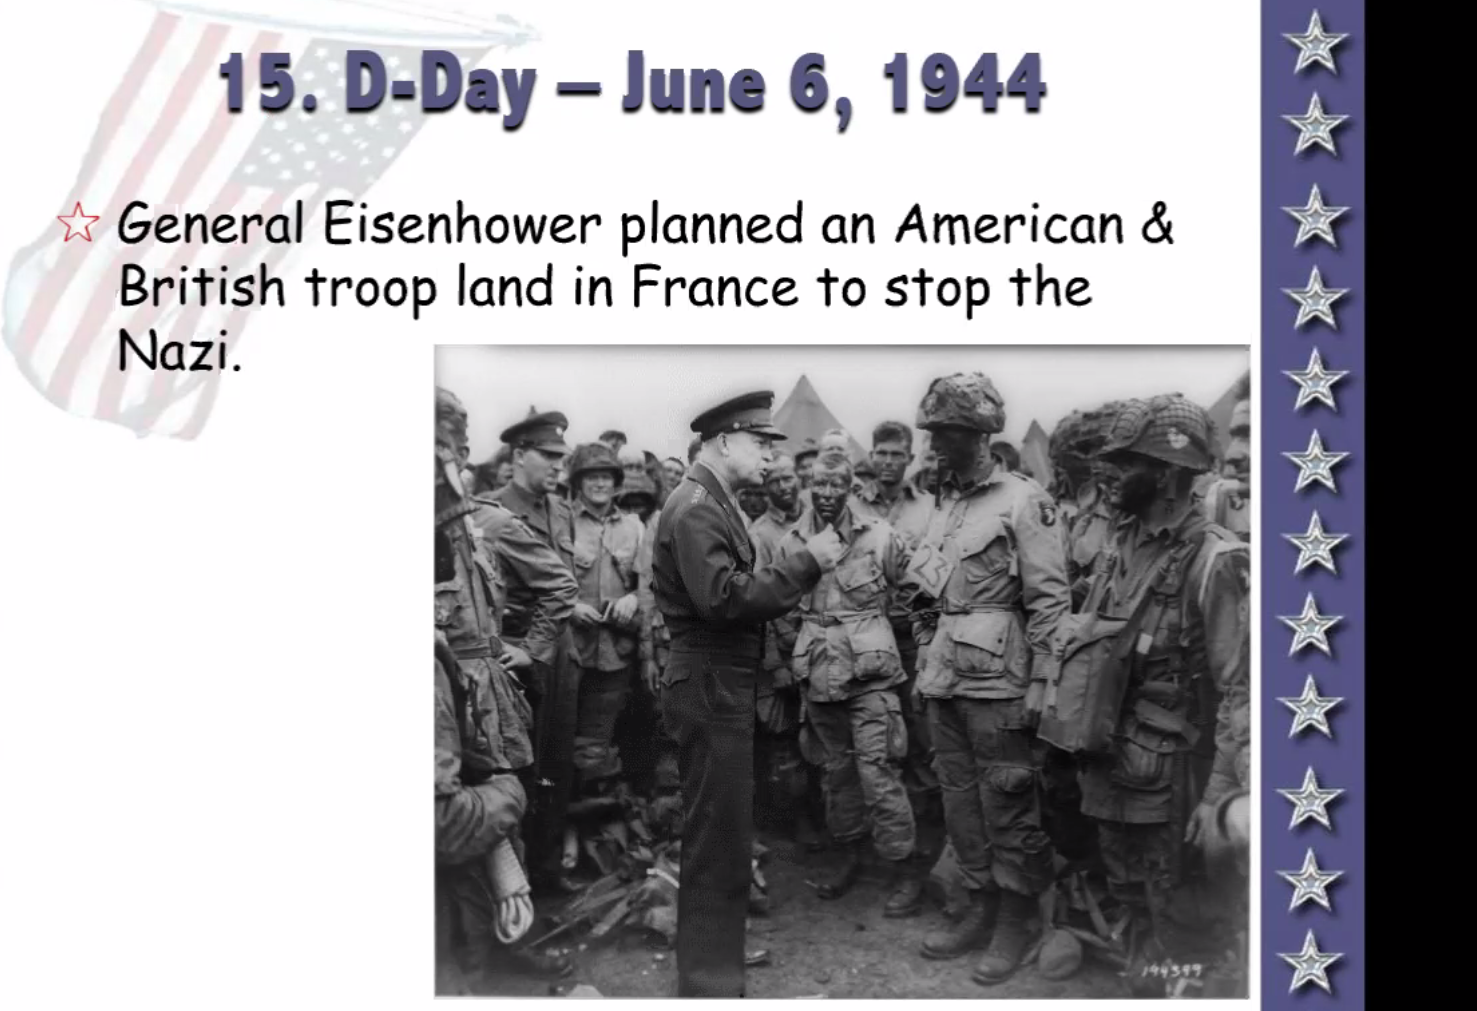 15. D-Day – June 6, 1944
General Eisenhower planned an American &
British troop land in France to stop the
Nazi.
23
194399